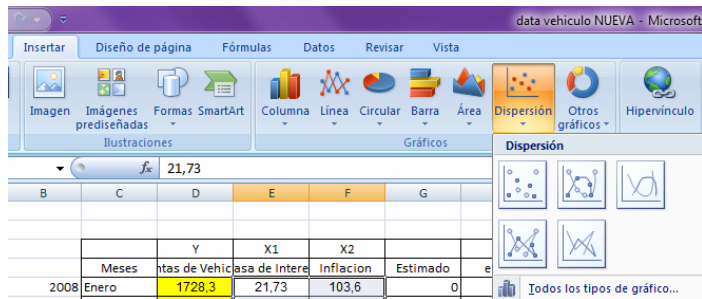 data vehiculo NUEVA - Microsoft
Insertar Diseño de página Fórmulas Datos Revisar Vista
Imagen Imágenes prediseñadas Formas SmartArt Columna Línea Circular Barra Área Dispersión Otros gráficos Hipervínculo
Ilustraciones Gráficos
Dispersión
fx 21,73
B C D E F G
Y X1 X2
Meses ntas de Vehic asa de Intere Inflacion Estimado e
2008 Enero 1728,3 21,73 103,6 0
Todos los tipos de gráfico...